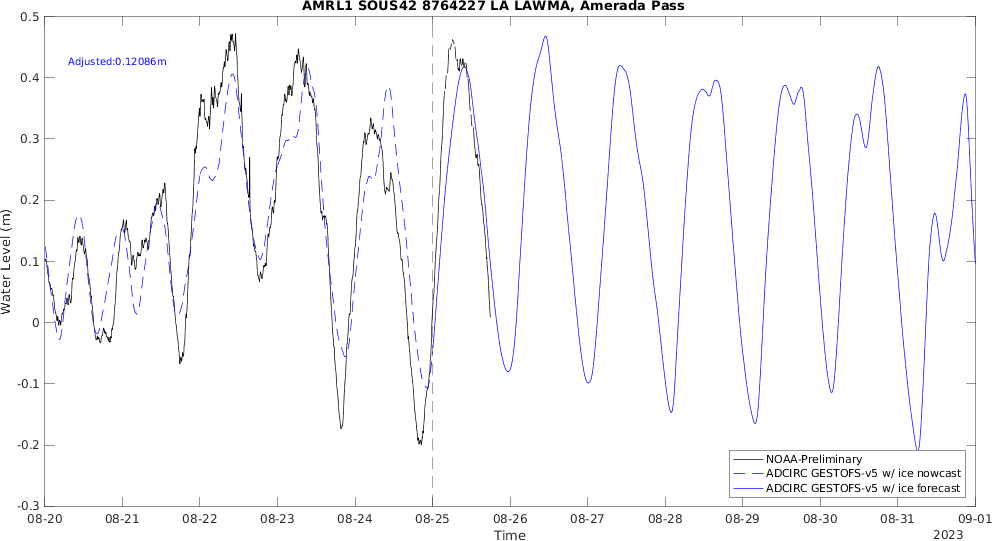 AMRL1 SOUS42 8764227 LA LAWMA, Amerada Pass
Adjusted:0.12086m
Water Level (m)
0.5
0.4
0.3
0.2
0.1
0
-0.1
-0.2
-0.3
NOAA-Preliminary
ADCIRC GESTOFS-v5 w/ ice nowcast
ADCIRC GESTOFS-v5 w/ ice forecast
08-20 08-21 08-22 08-23 08-24 08-25 08-26 08-27 08-28 08-29 08-30 08-31 09-01
Time
2023